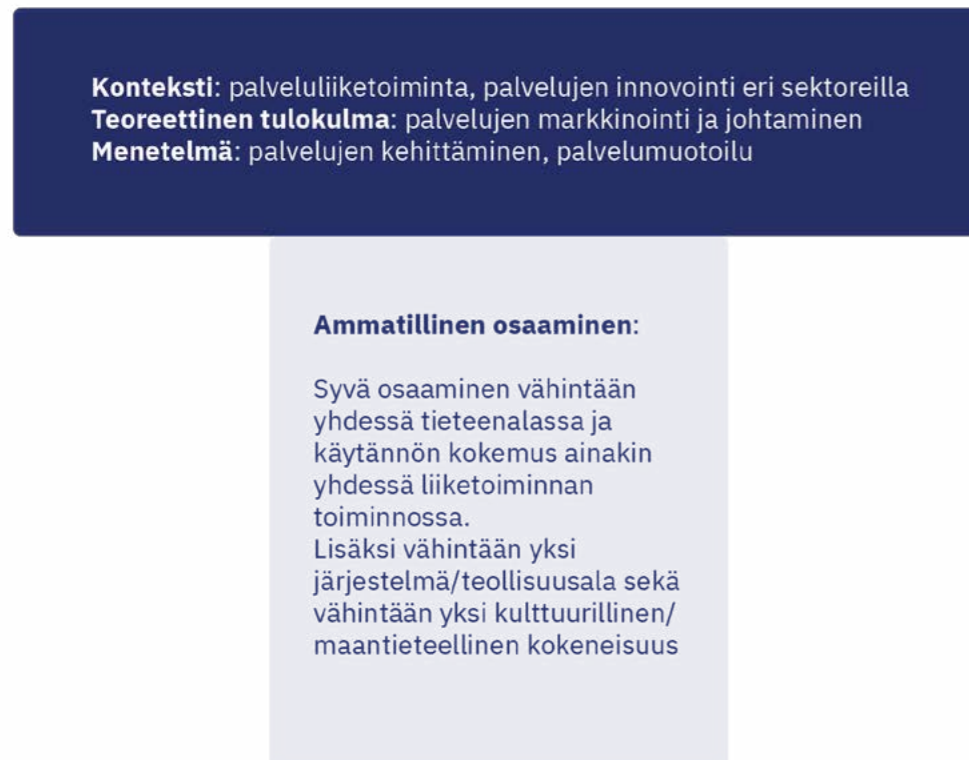 Konteksti: palveluliiketoiminta, palvelujen innovointi eri sektoreilla
Teoreettinen tulokulma: palvelujen markkinointi ja johtaminen
Menetelmä: palvelujen kehittäminen, palvelumuotoilu
Ammatillinen osaaminen:
Syvä osaaminen vähintään
yhdessä tieteenalassa ja
käytännön kokemus ainakin
yhdessä liiketoiminnan
toiminnossa.
Lisäksi vähintään yksi
järjestelmä/teollisuusala sekä
vähintään yksi kulttuurillinen/
maantieteellinen kokeneisuus